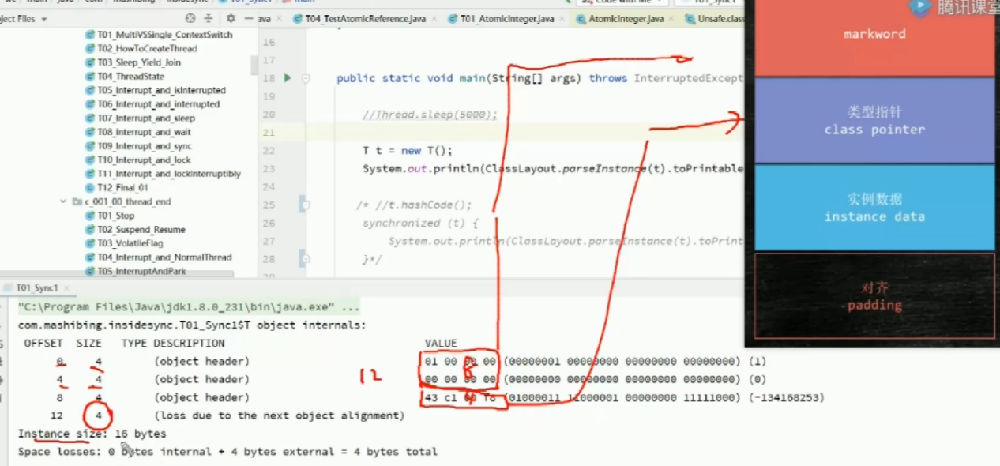 T04_TestAtomicReference.java
T01_AtomicInteger.java
AtomicInteger.java
Unsafe.class
T01_MultiVSSingle_ContextSwitch
T02_HowToCreateThread
T03_Sleep_Yield_Join
T04_ThreadState
T05_Interrupt_and_isInterrupted
T06_Interrupt_and_interrupted
T07_Interrupt_and_sleep
T08_Interrupt_and_wait
T09_Interrupt_and_sync
T10_Interrupt_and_lock
T11_Interrupt_and_lockInterruptibly
T12_Final_01
c_001_00_thread_end
T01_Stop
T02_Suspend_Resume
T03_VolatileFlag
T04_Interrupt_and_NormalThread
T05_InterruptAndPark
16
17
18 public static void main(String[] args) throws InterruptedExcept
19
20 //Thread.sleep(5000);
21
22 T t = new T();
23 System.out.println(ClassLayout.parseInstance(t).toPrintable
24
25 /* //t.hashCode();
26 synchronized (t) {
27 System.out.println(ClassLayout.parseInstance(t).toPrint
28 }*/
腾讯课堂
markword
类型指针
class pointer
实例数据
instance data
对齐
padding
T01_Sync1
"C:\Program Files\Java\jdk1.8.0_231\bin\java.exe" ...
com.mashibing.insidesync.T01_Sync1$T object internals:
OFFSET SIZE TYPE DESCRIPTION VALUE
0 4 (object header) 01 00 00 00 (00000001 00000000 00000000 00000000) (1)
4 4 (object header) 00 00 00 00 (00000000 00000000 00000000 00000000) (0)
8 4 (object header) 43 c1 00 f8 (01000011 11000001 00000000 11111000) (-134168253)
12 4 (loss due to the next object alignment)
Instance size: 16 bytes
Space losses: 0 bytes internal + 4 bytes external = 4 bytes total
12
8
4